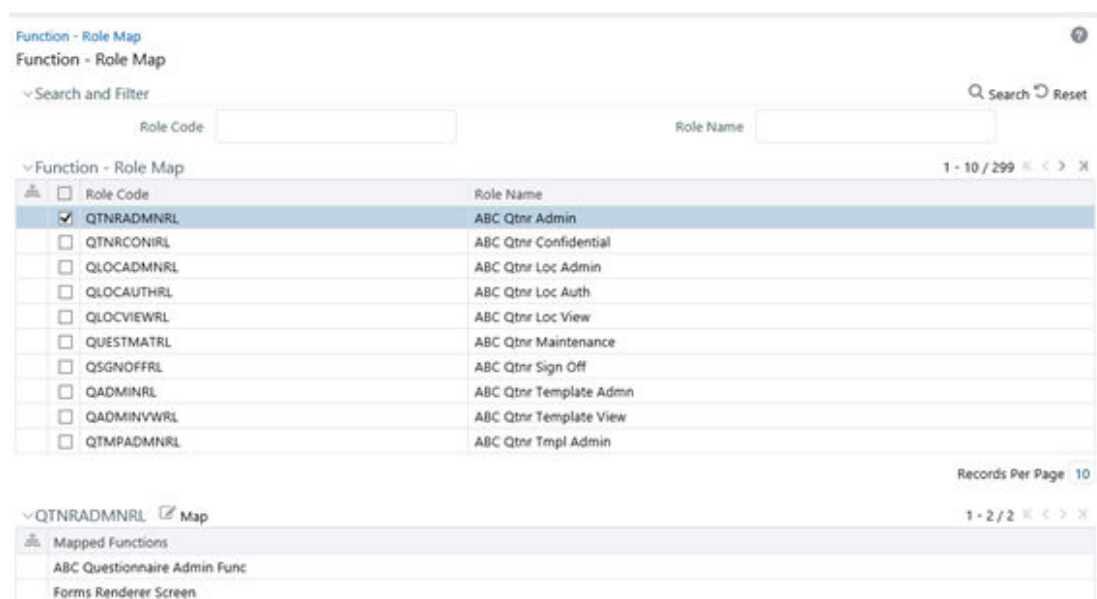 Function - Role Map
Function - Role Map
Search and Filter Search Reset
Role Code Role Name
Function - Role Map 1 - 10 / 299
Role Code Role Name
QTNRADMNRL ABC Qtnr Admin
QTNRCONIRL ABC Qtnr Confidential
QLOCADMNRL ABC Qtnr Loc Admin
QLOCAUTHRL ABC Qtnr Loc Auth
QLOCVIEWRL ABC Qtnr Loc View
QUESTMATRL ABC Qtnr Maintenance
QSGNOFFRL ABC Qtnr Sign Off
QADMINRL ABC Qtnr Template Admn
QADMINVWRL ABC Qtnr Template View
QTMPADMNRL ABC Qtnr Tmpl Admin
Records Per Page 10
QTNRADMNRL Map 1 - 2 / 2
Mapped Functions
ABC Questionnaire Admin Func
Forms Renderer Screen